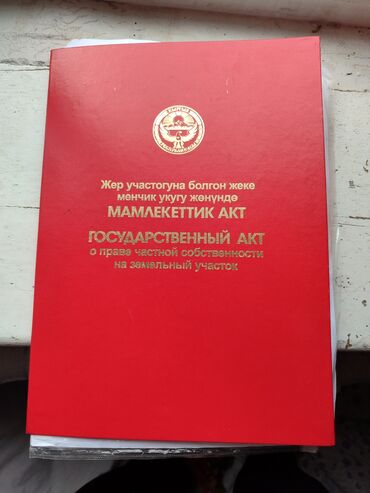 Жер участогуна болгон жеке
менчик укугу жөнүндө
МАМЛЕКЕТТИК АКТ
ГОСУДАРСТВЕННЫЙ АКТ
о праве частной собственности
на земельный участок